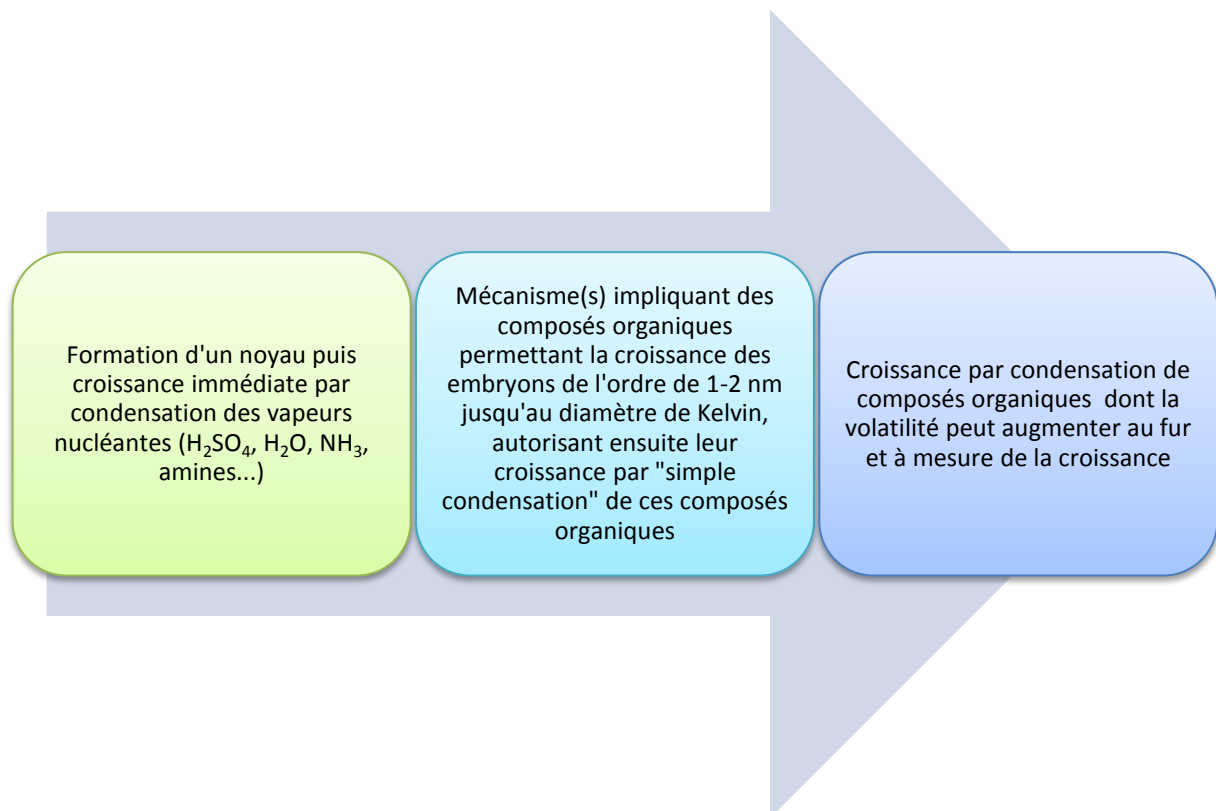 Formation d'un noyau puis
croissance immédiate par
condensation des vapeurs
nucléantes (H₂SO₄, H₂O, NH₃,
amines...)
Mécanisme(s) impliquant des
composés organiques
permettant la croissance des
embryons de l'ordre de 1-2 nm
jusqu'au diamètre de Kelvin,
autorisant ensuite leur
croissance par "simple
condensation" de ces composés
organiques
Croissance par condensation de
composés organiques  dont la
volatilité peut augmenter au fur
et à mesure de la croissance